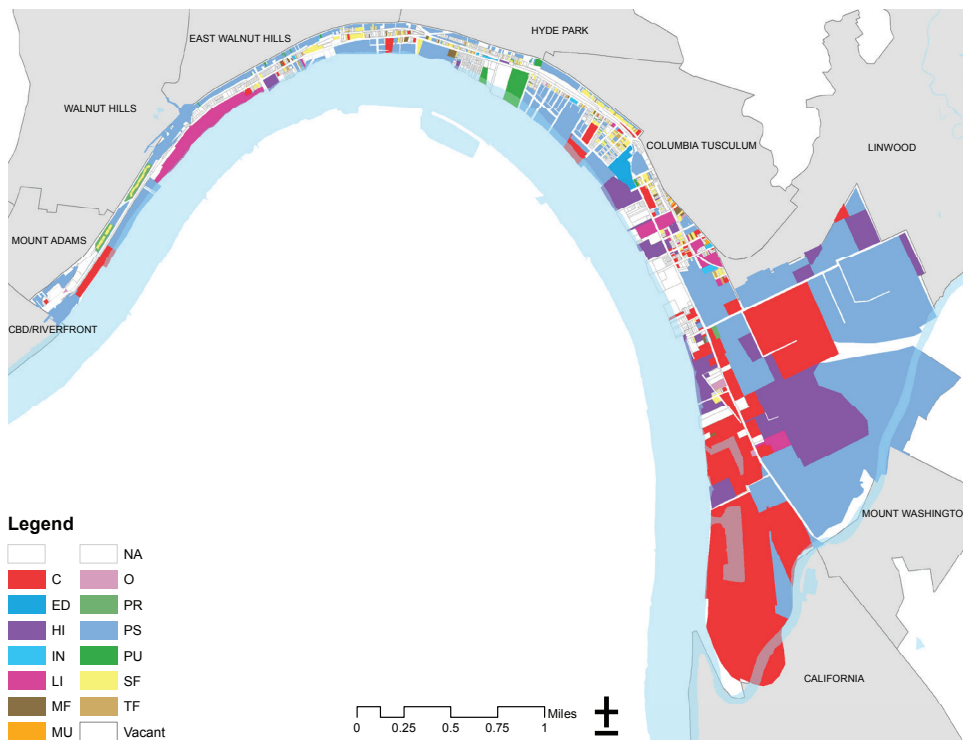 HYDE PARK
EAST WALNUT HILLS
WALNUT HILLS
COLUMBIA TUSCULUM
LINWOOD
MOUNT ADAMS
CBD/RIVERFRONT
MOUNT WASHINGTO
CALIFORNIA
Legend
NA
C O
ED PR
HI PS
IN PU
LI SF
MF TF
MU Vacant
Miles
0 0.25 0.5 0.75 1